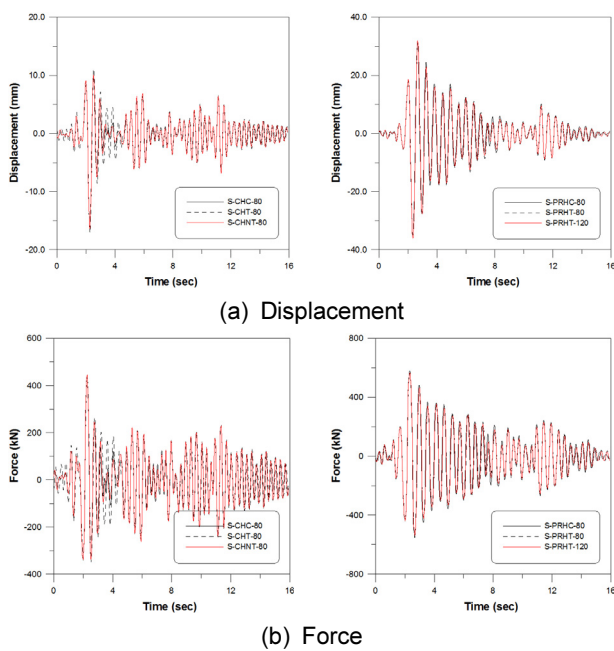 20.0
10.0
0.0
-10.0
-20.0
Displacement (mm)
S-CHC-80
S-CHT-80
S-CHNT-80
0 4 8 12 16
Time (sec)
40.0
20.0
0.0
-20.0
-40.0
Displacement (mm)
S-PRHC-80
S-PRHT-80
S-PRHT-120
0 4 8 12 16
Time (sec)
(a) Displacement
600
400
200
0
-200
-400
Force (kN)
S-CHC-80
S-CHT-80
S-CHNT-80
0 4 8 12 16
Time (sec)
800
400
0
-400
-800
Force (kN)
S-PRHC-80
S-PRHT-80
S-PRHT-120
0 4 8 12 16
Time (sec)
(b) Force